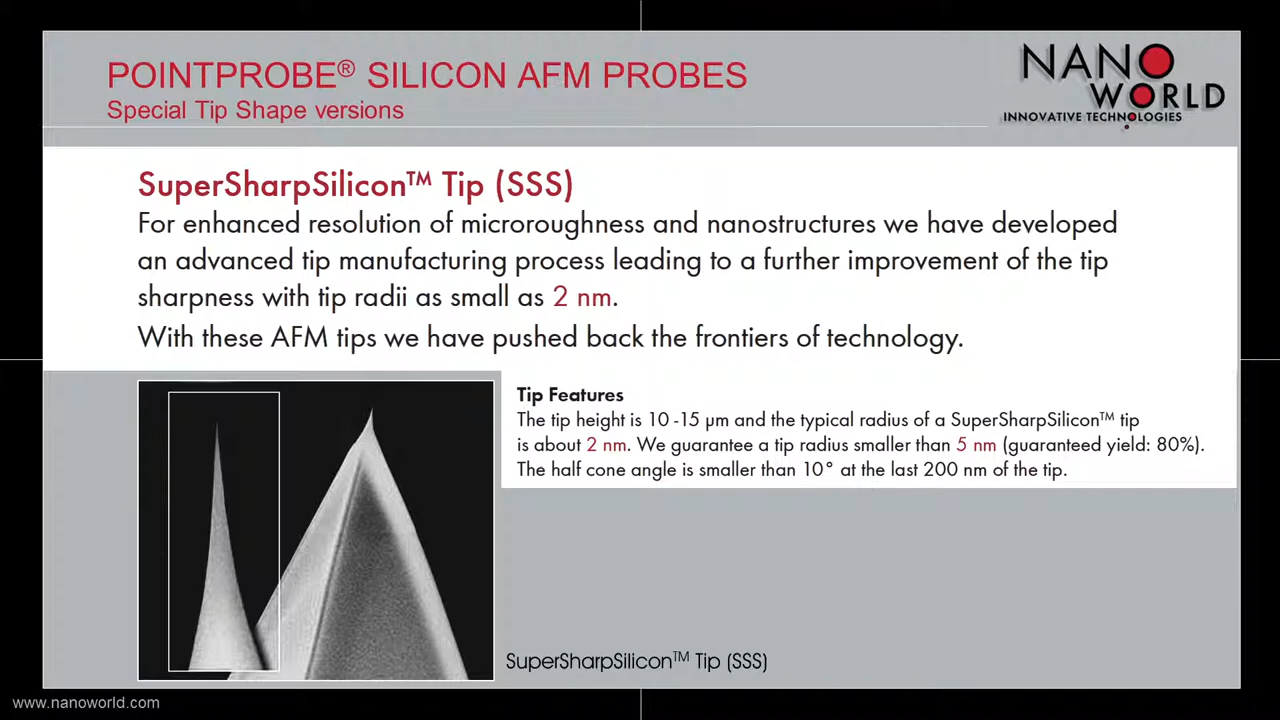 POINTPROBE® SILICON AFM PROBES
Special Tip Shape versions
NANO
WORLD
INNOVATIVE TECHNOLOGIES
SuperSharpSilicon™ Tip (SSS)
For enhanced resolution of microroughness and nanostructures we have developed
an advanced tip manufacturing process leading to a further improvement of the tip
sharpness with tip radii as small as 2 nm.
With these AFM tips we have pushed back the frontiers of technology.
Tip Features
The tip height is 10 -15 µm and the typical radius of a SuperSharpSilicon™ tip
is about 2 nm. We guarantee a tip radius smaller than 5 nm (guaranteed yield: 80%).
The half cone angle is smaller than 10° at the last 200 nm of the tip.
SuperSharpSilicon™ Tip (SSS)
www.nanoworld.com